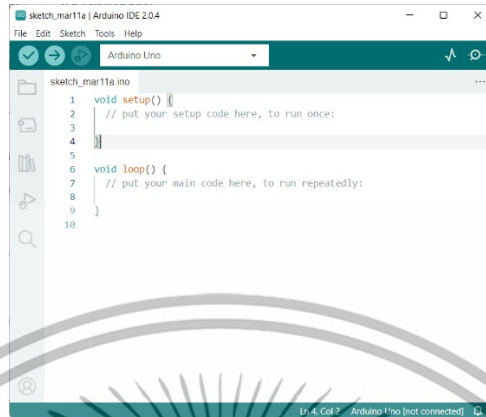 sketch_mar11a | Arduino IDE 2.0.4
File Edit Sketch Tools Help
Arduino Uno
sketch_mar11a.ino
1 void setup() {
2 // put your setup code here, to run once:
3
4 }
5
6 void loop() {
7 // put your main code here, to run repeatedly:
8
9 }
10
Ln 4, Col 2 Arduino Uno [not connected]